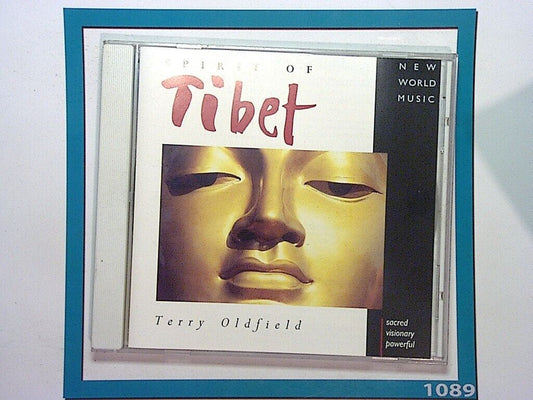 SPIRIT OF
Tibet
NEW
WORLD
MUSIC
Terry Oldfield
sacred
visionary
powerful
1089